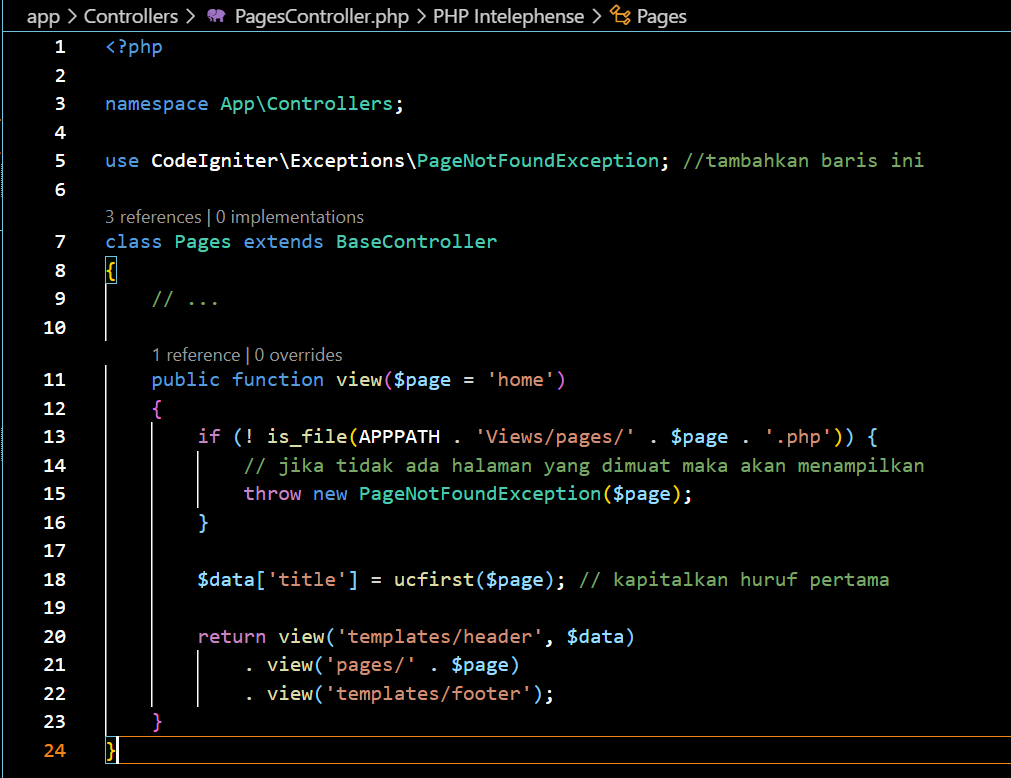 app > Controllers > PagesController.php > PHP Intelephense > Pages
1 <?php
2
3 namespace App\Controllers;
4
5 use CodeIgniter\Exceptions\PageNotFoundException; //tambahkan baris ini
6
3 references | 0 implementations
7 class Pages extends BaseController
8 {
9     // ...
10
1 reference | 0 overrides
11     public function view($page = 'home')
12     {
13         if (! is_file(APPPATH . 'Views/pages/' . $page . '.php')) {
14             // jika tidak ada halaman yang dimuat maka akan menampilkan
15             throw new PageNotFoundException($page);
16         }
17
18         $data['title'] = ucfirst($page); // kapitalkan huruf pertama
19
20         return view('templates/header', $data)
21             . view('pages/' . $page)
22             . view('templates/footer');
23     }
24 }